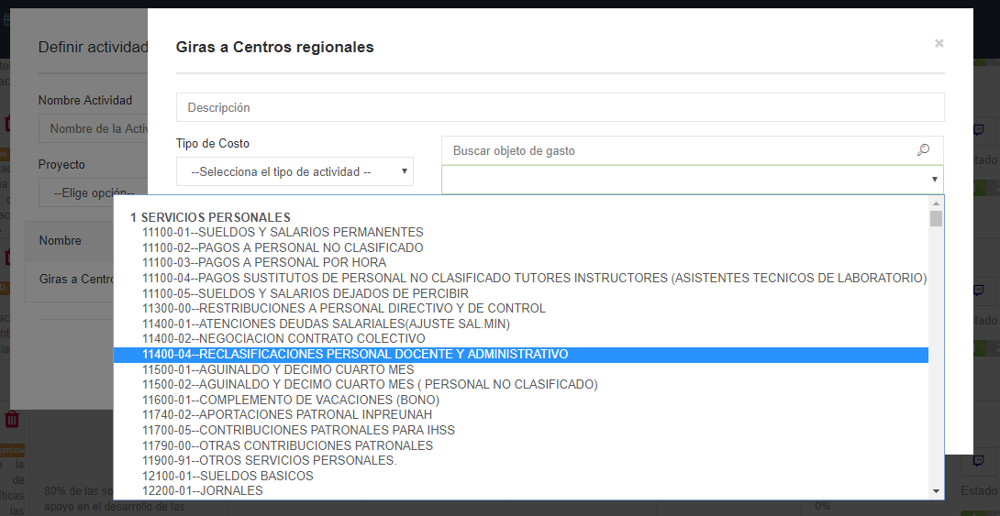 Definir actividad
Giras a Centros regionales
×
Descripción
Nombre Actividad
Nombre de la Activ
Tipo de Costo
Buscar objeto de gasto
--Selecciona el tipo de actividad --
Proyecto
--Elige opción--
Nombre
Giras a Centro
1 SERVICIOS PERSONALES
11100-01--SUELDOS Y SALARIOS PERMANENTES
11100-02--PAGOS A PERSONAL NO CLASIFICADO
11100-03--PAGOS A PERSONAL POR HORA
11100-04--PAGOS SUSTITUTOS DE PERSONAL NO CLASIFICADO TUTORES INSTRUCTORES (ASISTENTES TECNICOS DE LABORATORIO)
11100-05--SUELDOS Y SALARIOS DEJADOS DE PERCIBIR
11300-00--RESTRIBUCIONES A PERSONAL DIRECTIVO Y DE CONTROL
11400-01--ATENCIONES DEUDAS SALARIALES(AJUSTE SAL.MIN)
11400-02--NEGOCIACION CONTRATO COLECTIVO
11400-04--RECLASIFICACIONES PERSONAL DOCENTE Y ADMINISTRATIVO
11500-01--AGUINALDO Y DECIMO CUARTO MES
11500-02--AGUINALDO Y DECIMO CUARTO MES ( PERSONAL NO CLASIFICADO)
11600-01--COMPLEMENTO DE VACACIONES (BONO)
11740-02--APORTACIONES PATRONAL INPREUNAH
11700-05--CONTRIBUCIONES PATRONALES PARA IHSS
11790-00--OTRAS CONTRIBUCIONES PATRONALES
11900-91--OTROS SERVICIOS PERSONALES.
12100-01--SUELDOS BASICOS
12200-01--JORNALES
stado
Estado
Estado
Estado
ganizar
la
de
íticas
las
80% de las so
apoyo en el desarrollo de las
0%